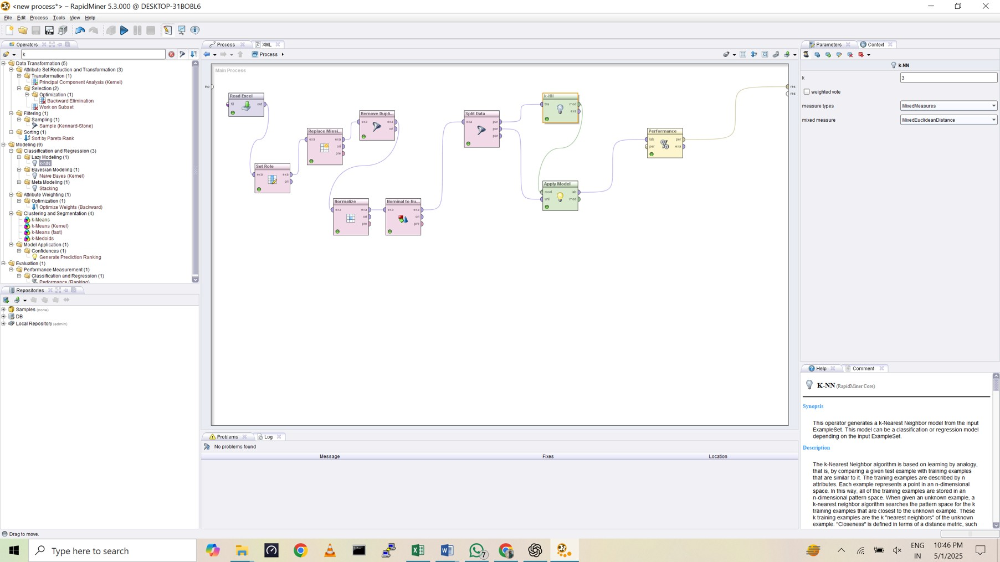 <new process*> – RapidMiner 5.3.000 @ DESKTOP-31BOBL6
File Edit Process Tools View Help
Operators
k
Data Transformation (5)
Attribute Set Reduction and Transformation (3)
Transformation (1)
Principal Component Analysis (Kernel)
Selection (2)
Optimization (1)
Backward Elimination
Work on Subset
Filtering (1)
Sampling (1)
Sample (Kennard-Stone)
Sorting (1)
Sort by Pareto Rank
Modeling (9)
Classification and Regression (3)
Lazy Modeling (1)
k-NN
Bayesian Modeling (1)
Naive Bayes (Kernel)
Meta Modeling (1)
Stacking
Attribute Weighting (1)
Optimization (1)
Optimize Weights (Backward)
Clustering and Segmentation (4)
k-Means
k-Means (Kernel)
k-Means (fast)
k-Medoids
Model Application (1)
Confidences (1)
Generate Prediction Ranking
Evaluation (1)
Performance Measurement (1)
Classification and Regression (1)
Performance (Ranking)
Repositories
Samples (none)
DB
Local Repository (admin)
Process
XML
Process
Main Process
inp
res
res
Read Excel
fil out
Set Role
exa exa
ori
Replace Missi...
exa exa
ori
pre
Remove Dupli...
exa exa
ori
Normalize
exa exa
ori
pre
Nominal to Nu...
exa exa
ori
pre
Split Data
exa par
par
par
k-NN
tra mod
exa
Apply Model
mod lab
unl mod
Performance
lab per
per exa
Problems
Log
No problems found
Message Fixes Location
Parameters
Context
k-NN
k 3
weighted vote
measure types MixedMeasures
mixed measure MixedEuclideanDistance
Help
Comment
K-NN (RapidMiner Core)
Synopsis
This operator generates a k-Nearest Neighbor model from the input
ExampleSet. This model can be a classification or regression model
depending on the input ExampleSet.
Description
The k-Nearest Neighbor algorithm is based on learning by analogy,
that is, by comparing a given test example with training examples
that are similar to it. The training examples are described by n
attributes. Each example represents a point in an n-dimensional
space. In this way, all of the training examples are stored in an
n-dimensional pattern space. When given an unknown example, a
k-nearest neighbor algorithm searches the pattern space for the k
training examples that are closest to the unknown example. These
k training examples are the k "nearest neighbors" of the unknown
example. "Closeness" is defined in terms of a distance metric, such
Drag to move.
Type here to search
7
ENG
IN
10:46 PM
5/1/2025